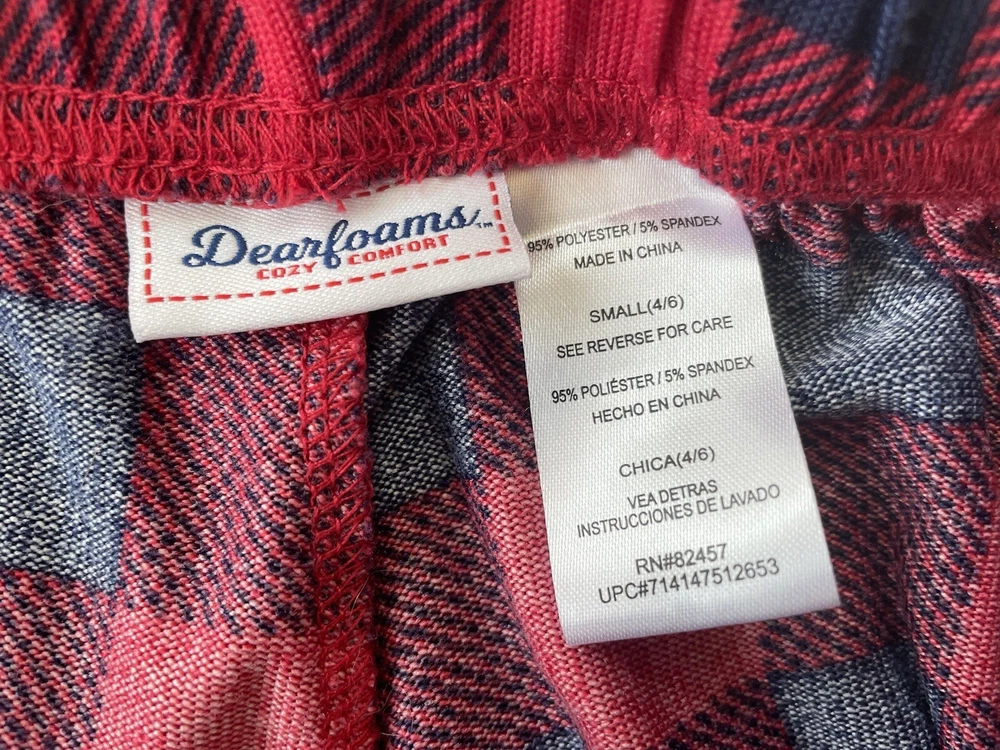 Dearfoams™
COZY COMFORT
95% POLYESTER / 5% SPANDEX
MADE IN CHINA
SMALL(4/6)
SEE REVERSE FOR CARE
95% POLIÉSTER / 5% SPANDEX
HECHO EN CHINA
CHICA(4/6)
VEA DETRAS
INSTRUCCIONES DE LAVADO
RN#82457
UPC#714147512653